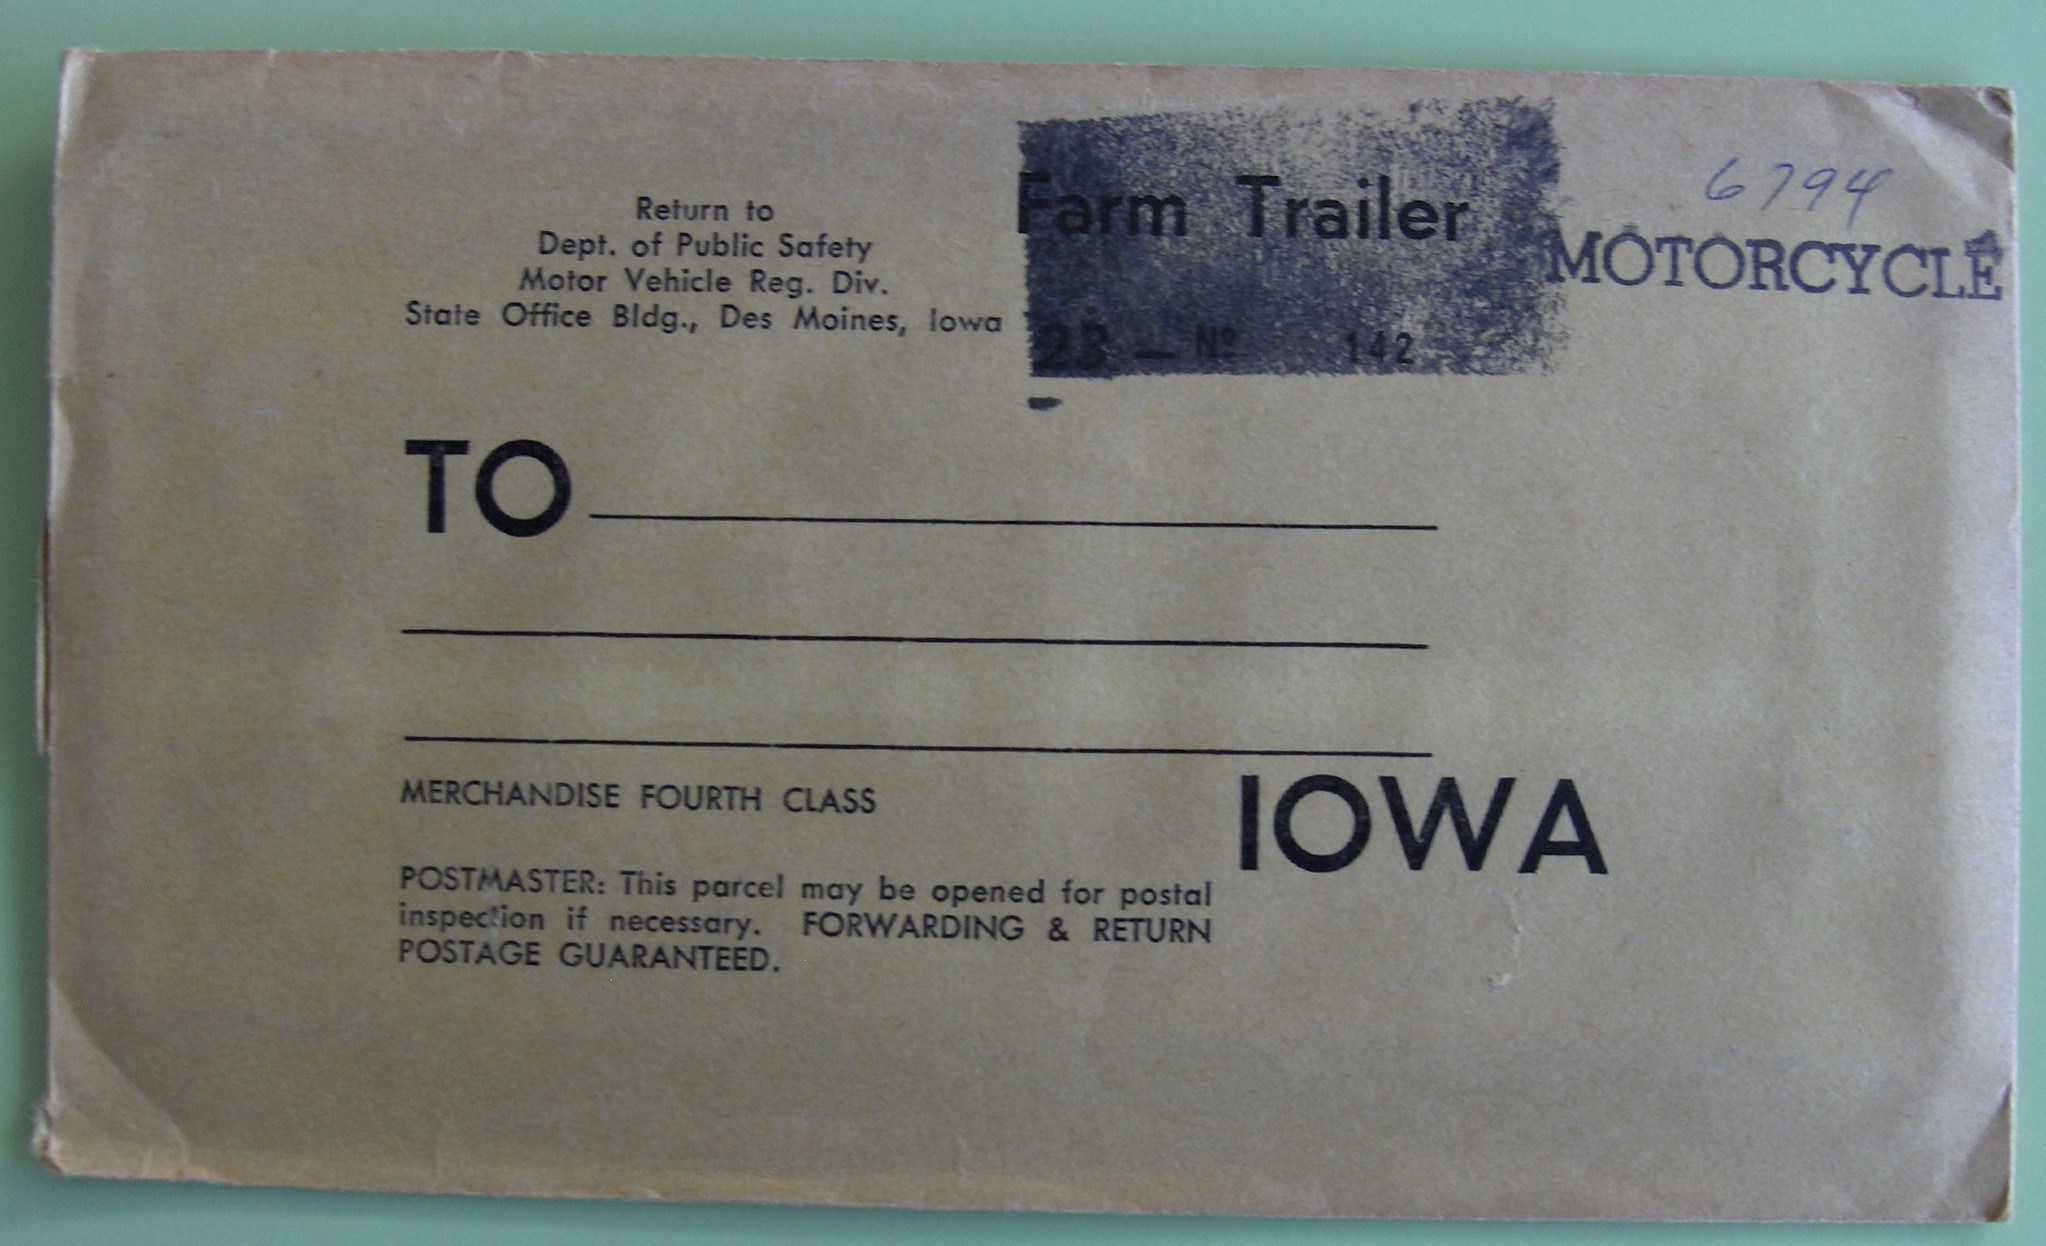 6794
Return to
Dept. of Public Safety
Motor Vehicle Reg. Div.
State Office Bldg., Des Moines, Iowa
Farm Trailer
MOTORCYCLE
23 — Nº 142
TO
MERCHANDISE FOURTH CLASS
IOWA
POSTMASTER: This parcel may be opened for postal
inspection if necessary. FORWARDING & RETURN
POSTAGE GUARANTEED.